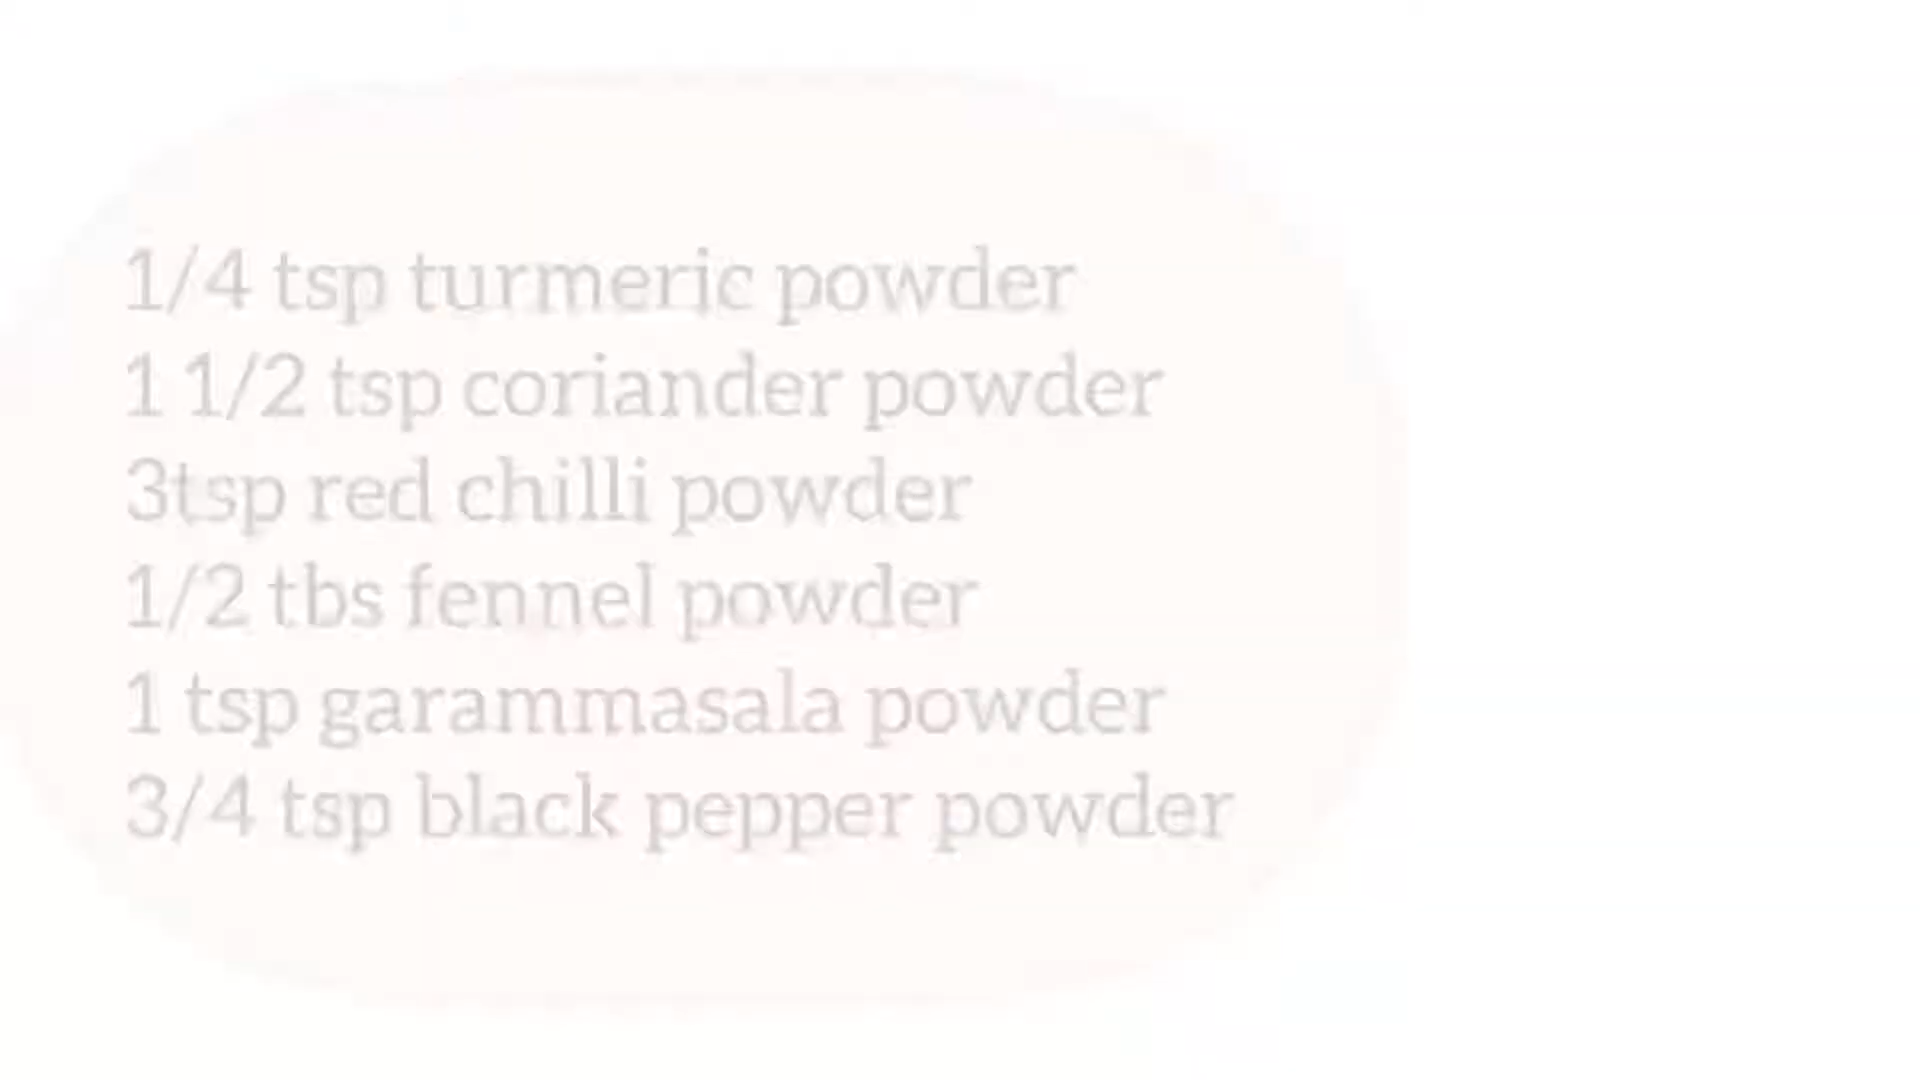 1/4 tsp turmeric powder
1 1/2 tsp coriander powder
3tsp red chilli powder
1/2 tbs fennel powder
1 tsp garammasala powder
3/4 tsp black pepper powder